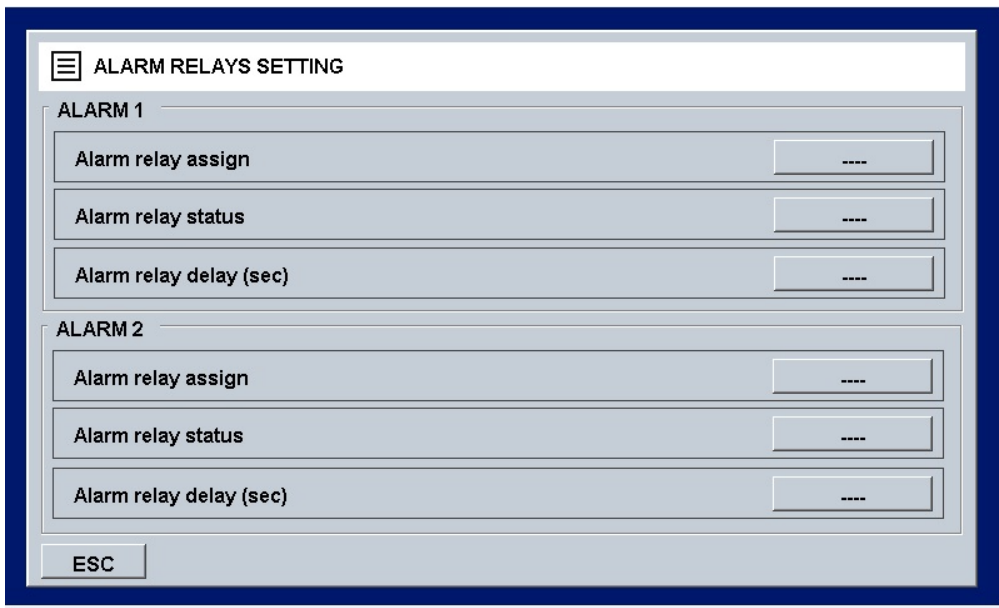 ALARM RELAYS SETTING
ALARM 1
Alarm relay assign ----
Alarm relay status ----
Alarm relay delay (sec) ----
ALARM 2
Alarm relay assign ----
Alarm relay status ----
Alarm relay delay (sec) ----
ESC